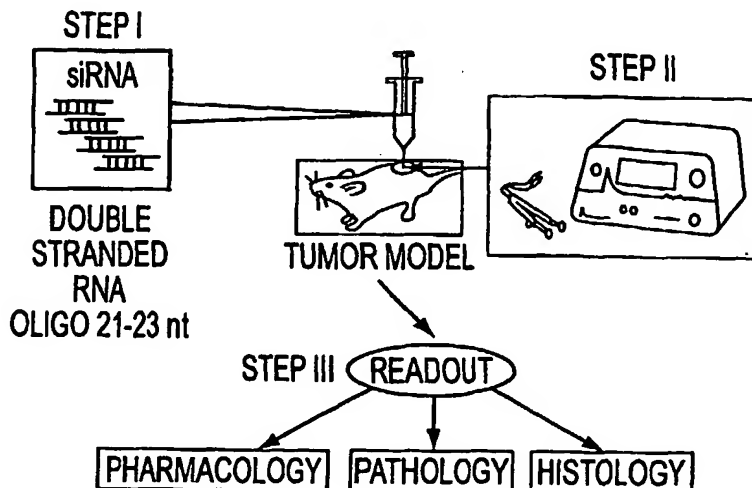 STEP I
siRNA
DOUBLE
STRANDED
RNA
OLIGO 21-23 nt
STEP II
TUMOR MODEL
STEP III
READOUT
PHARMACOLOGY
PATHOLOGY
HISTOLOGY